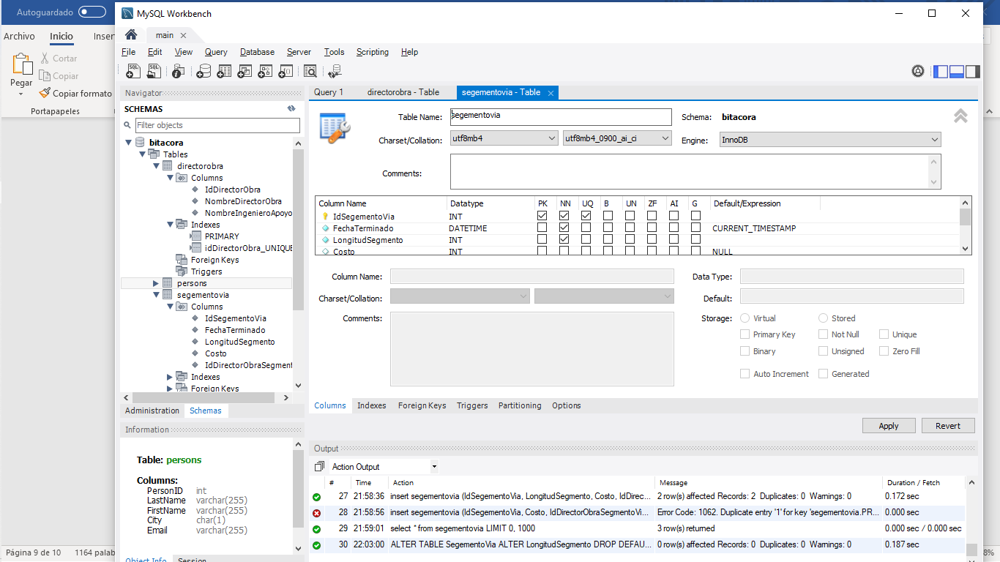 Autoguardado
Archivo Inicio Inser
Cortar
Copiar
Pegar
Copiar formato
Portapapeles
MySQL Workbench
main
File Edit View Query Database Server Tools Scripting Help
Navigator
SCHEMAS
Filter objects
bitacora
Tables
directorobra
Columns
IdDirectorObra
NombreDirectorObra
NombreIngenieroApoyo
Indexes
PRIMARY
idDirectorObra_UNIQUE
Foreign Keys
Triggers
persons
segementovia
Columns
IdSegementoVia
FechaTerminado
LongitudSegmento
Costo
IdDirectorObraSegment
Indexes
Foreign Keys
Administration Schemas
Information
Table: persons
Columns:
PersonID int
LastName varchar(255)
FirstName varchar(255)
City char(1)
Email varchar(255)
Object Info Session
Query 1 directorobra - Table segementovia - Table
Table Name: segementovia Schema: bitacora
Charset/Collation: utf8mb4 utf8mb4_0900_ai_ci Engine: InnoDB
Comments:
Column Name Datatype PK NN UQ B UN ZF AI G Default/Expression
IdSegementoVia INT
FechaTerminado DATETIME CURRENT_TIMESTAMP
LongitudSegmento INT
Costo INT NULL
Column Name: Data Type:
Charset/Collation: Default:
Comments: Storage: Virtual Stored
Primary Key Not Null Unique
Binary Unsigned Zero Fill
Auto Increment Generated
Columns Indexes Foreign Keys Triggers Partitioning Options
Apply Revert
Output
Action Output
# Time Action Message Duration / Fetch
27 21:58:36 insert segementovia (IdSegementoVia, LongitudSegmento, Costo, IdDirec... 2 row(s) affected Records: 2 Duplicates: 0 Warnings: 0 0.172 sec
28 21:58:56 insert segementovia (IdSegementoVia, Costo, IdDirectorObraSegmentoVi... Error Code: 1062. Duplicate entry '1' for key 'segementovia.PR... 0.000 sec
29 21:59:01 select * from segementovia LIMIT 0, 1000 3 row(s) returned 0.000 sec / 0.000 sec
30 22:03:00 ALTER TABLE SegementoVia ALTER LongitudSegmento DROP DEFAU... 0 row(s) affected Records: 0 Duplicates: 0 Warnings: 0 0.187 sec
Página 9 de 10 1164 palab
8%